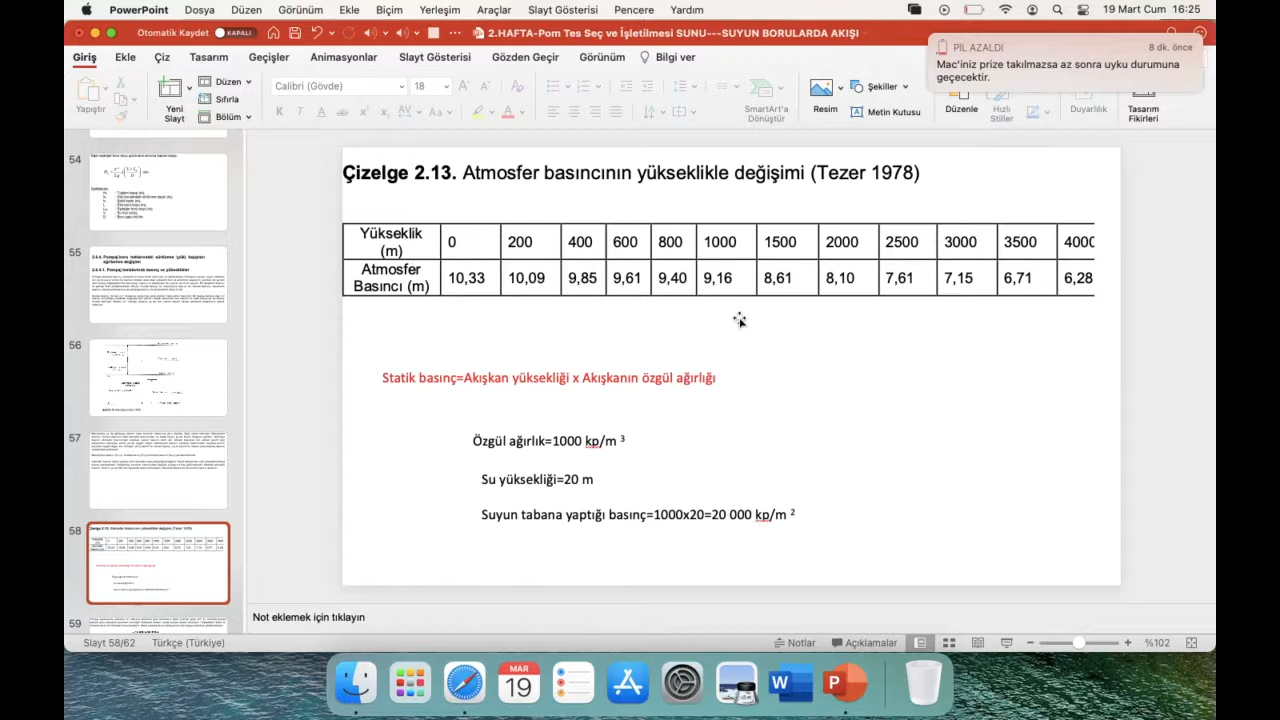 PowerPoint Dosya Düzen Görünüm Ekle Biçim Yerleşim Araçlar Slayt Gösterisi Pencere Yardım 19 Mart Cum 16:25
Otomatik Kaydet KAPALI 2.HAFTA-Pom Tes Seç ve İşletilmesi SUNU---SUYUN BORULARDA AKIŞI
PİL AZALDI 8 dk. önce
Mac'iniz prize takılmazsa az sonra uyku durumuna geçecektir.
Giriş Ekle Çiz Tasarım Geçişler Animasyonlar Slayt Gösterisi Gözden Geçir Görünüm Bilgi ver
Yapıştır
Yeni Slayt
Düzen
Sıfırla
Bölüm
Calibri (Gövde) 18
SmartArt'a Dönüştür
Resim
Şekiller
Metin Kutusu
Düzenle
Hızlı Stiller
Duyarlılık
Tasarım Fikirleri
54
55
56
57
58
59
Çizelge 2.13. Atmosfer basıncının yükseklikle değişimi (Tezer 1978)
Yükseklik (m) 0 200 400 600 800 1000 1500 2000 2500 3000 3500 4000
Atmosfer Basıncı (m) 10,33 10,09 9,85 9,61 9,40 9,16 8,61 8,10 7,61 7,15 6,71 6,28
Statik basınç=Akışkan yüksekliği x Akışkanın özgül ağırlığı
Özgül ağırlık=1000 kp/m ³
Su yüksekliği=20 m
Suyun tabana yaptığı basınç=1000x20=20 000 kp/m ²
Not eklemek için tıklayın
Slayt 58/62 Türkçe (Türkiye) Notlar Açıklamalar %102
MAR
19
W
P